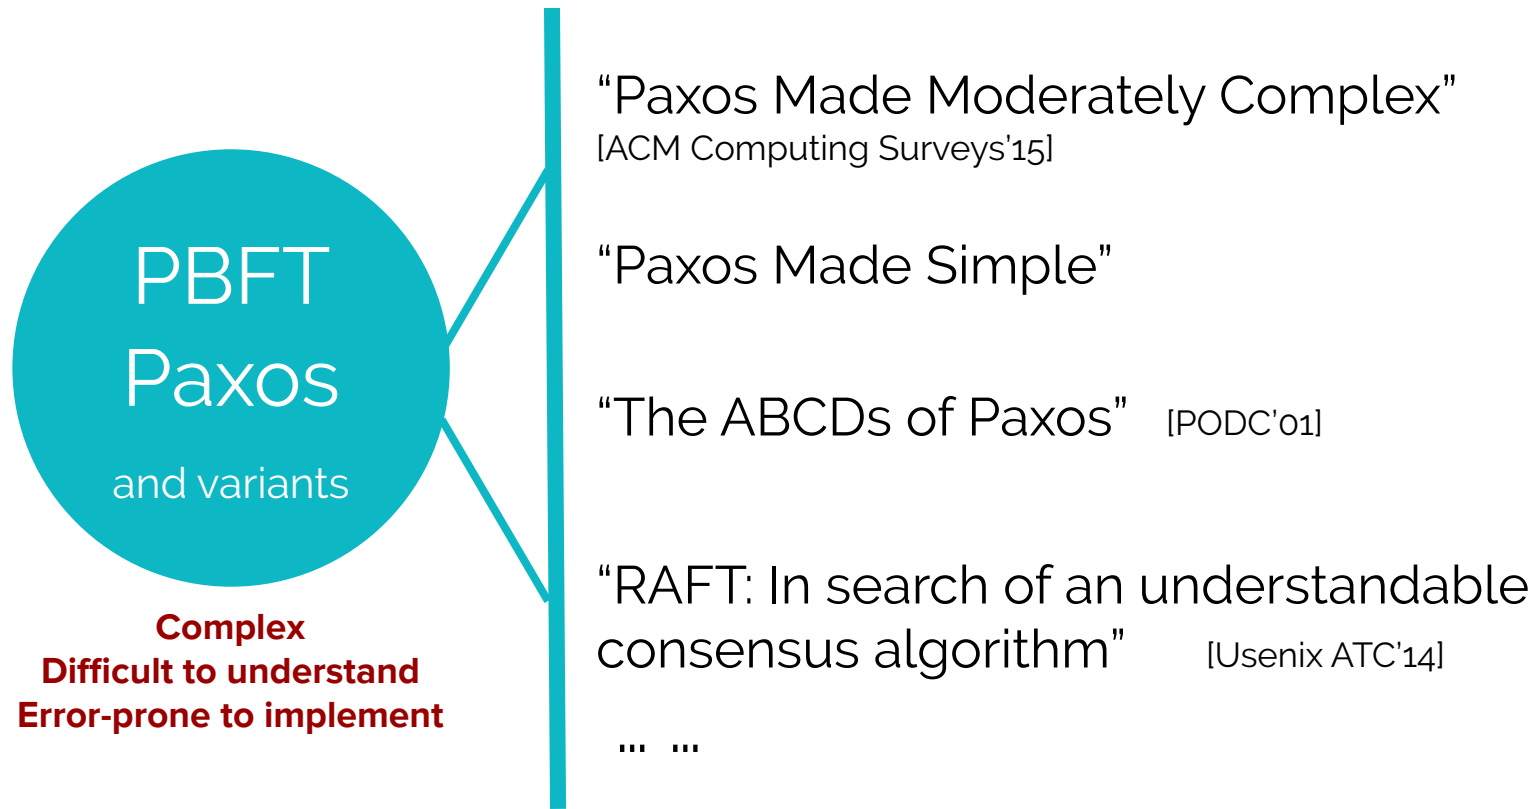 PBFT
Paxos
and variants
Complex
Difficult to understand
Error-prone to implement
“Paxos Made Moderately Complex”
[ACM Computing Surveys’15]
“Paxos Made Simple”
“The ABCDs of Paxos” [PODC’01]
“RAFT: In search of an understandable
consensus algorithm” [Usenix ATC’14]
... ...